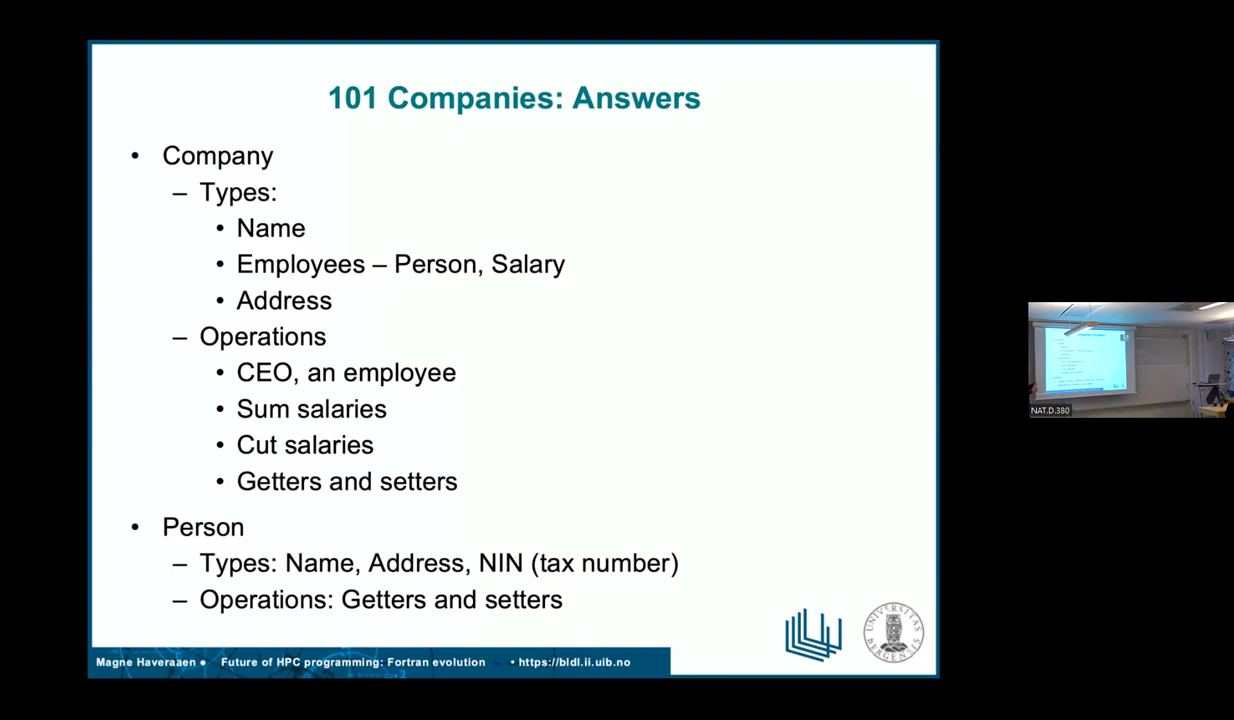 101 Companies: Answers
• Company
– Types:
• Name
• Employees – Person, Salary
• Address
– Operations
• CEO, an employee
• Sum salaries
• Cut salaries
• Getters and setters
• Person
– Types: Name, Address, NIN (tax number)
– Operations: Getters and setters
UNIVERSITAS BERGENSIS
Magne Haveraaen • Future of HPC programming: Fortran evolution • https://bldl.ii.uib.no
NAT.D.380